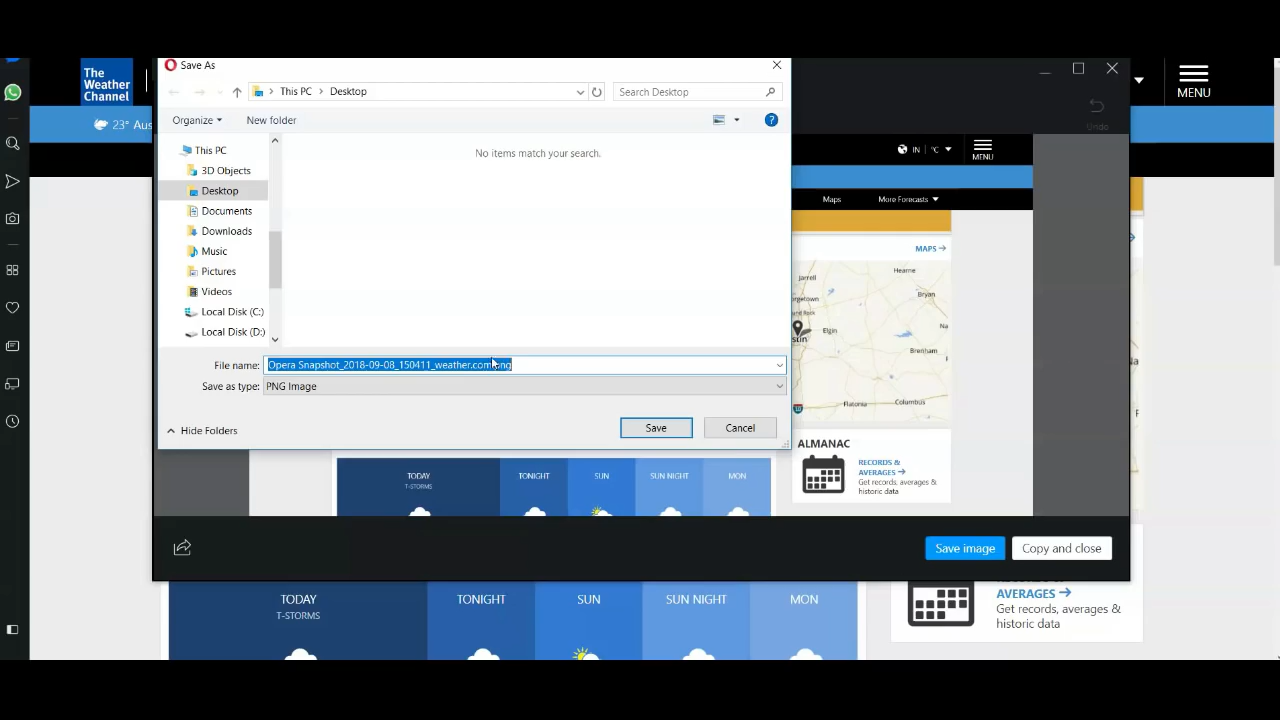 Save As
The
Weather
Channel
MENU
This PC
Desktop
Search Desktop
23° Aus
Undo
Organize
New folder
No items match your search.
This PC
3D Objects
Desktop
Documents
Downloads
Music
Pictures
Videos
Local Disk (C:)
Local Disk (D:)
IN
°C
MENU
Maps
More Forecasts
MAPS
Jarrell
Hearne
Bryan
Elgin
Brenham
Flatonia
Columbus
File name:
Opera Snapshot_2018-09-08_150411_weather.com.png
Save as type:
PNG Image
Save
Cancel
Hide Folders
ALMANAC
RECORDS &
AVERAGES
Get records, averages &
historic data
TODAY
T-STORMS
TONIGHT
SUN
SUN NIGHT
MON
Save image
Copy and close
AVERAGES
Get records, averages &
historic data
TODAY
T-STORMS
TONIGHT
SUN
SUN NIGHT
MON